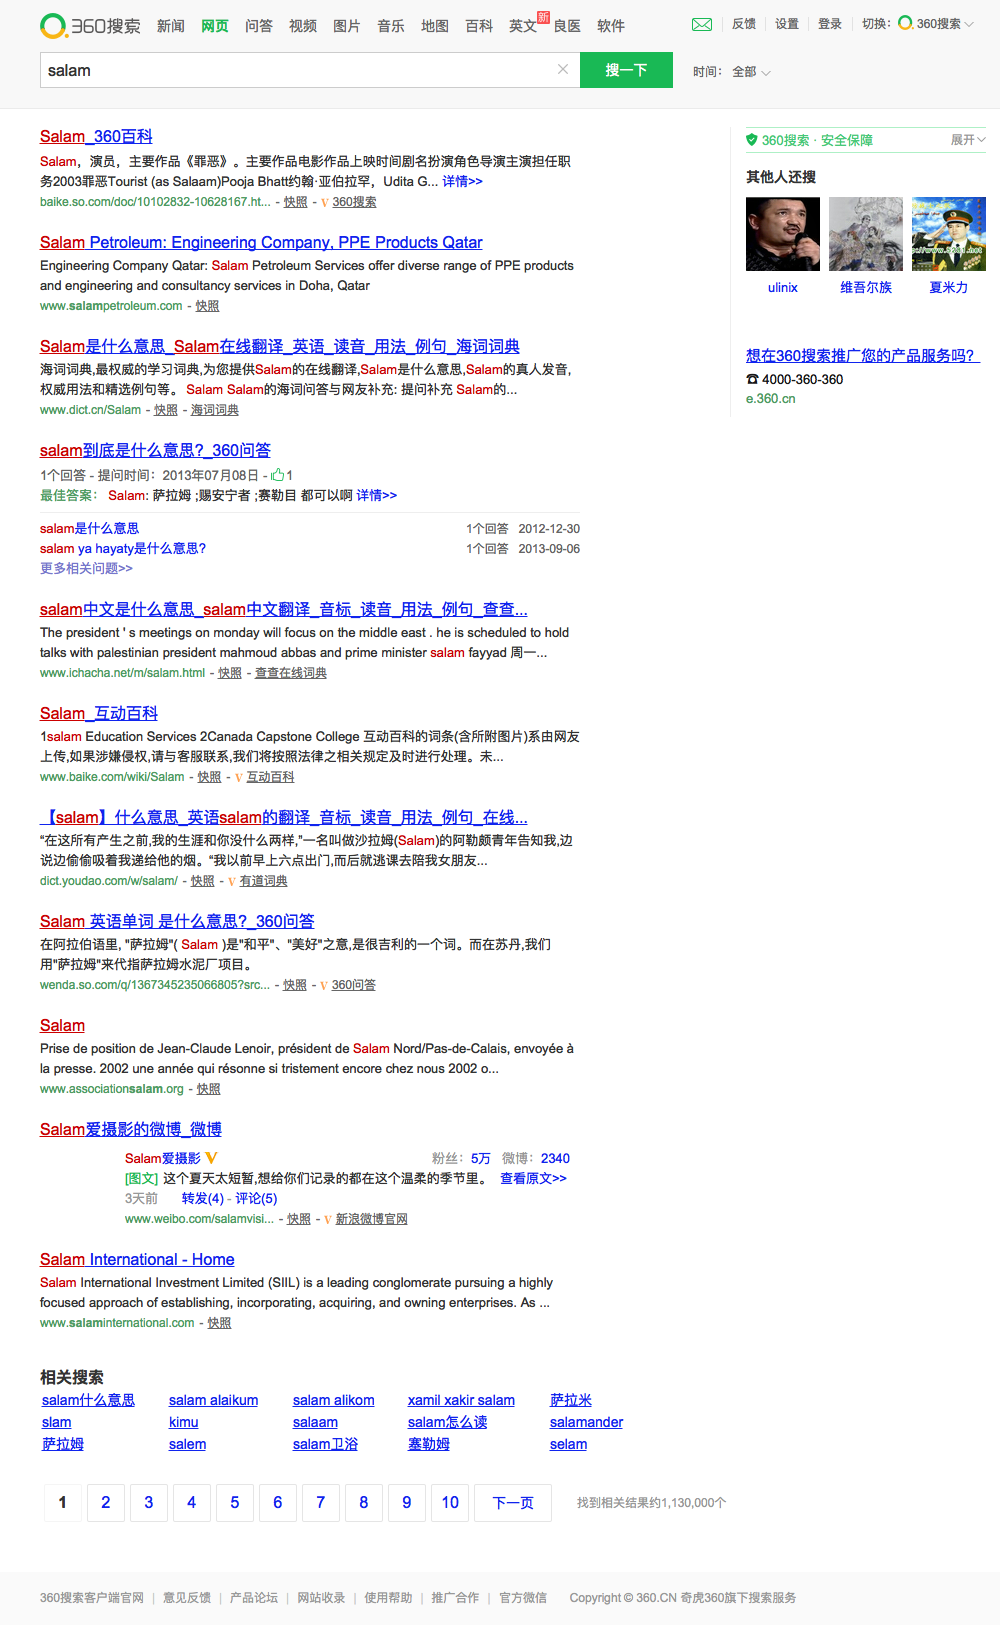 360搜索 新闻 网页 问答 视频 图片 音乐 地图 百科 英文 新 良医 软件 反馈 设置 登录 切换： 360搜索
salam 搜一下 时间： 全部
Salam_360百科
Salam，演员，主要作品《罪恶》。主要作品电影作品上映时间剧名扮演角色导演主演担任职
务2003罪恶Tourist (as Salaam)Pooja Bhatt约翰·亚伯拉罕，Udita G... 详情>>
baike.so.com/doc/10102832-10628167.ht... - 快照 - V 360搜索
Salam Petroleum: Engineering Company, PPE Products Qatar
Engineering Company Qatar: Salam Petroleum Services offer diverse range of PPE products
and engineering and consultancy services in Doha, Qatar
www.salampetroleum.com - 快照
Salam是什么意思_Salam在线翻译_英语_读音_用法_例句_海词词典
海词词典,最权威的学习词典,为您提供Salam的在线翻译,Salam是什么意思,Salam的真人发音,
权威用法和精选例句等。 Salam Salam的海词问答与网友补充: 提问补充 Salam的...
www.dict.cn/Salam - 快照 - 海词词典
salam到底是什么意思?_360问答
1个回答 - 提问时间：2013年07月08日 - 1
最佳答案： Salam: 萨拉姆 ;赐安宁者 ;赛勒目 都可以啊 详情>>
salam是什么意思 1个回答 2012-12-30
salam ya hayaty是什么意思? 1个回答 2013-09-06
更多相关问题>>
salam中文是什么意思_salam中文翻译_音标_读音_用法_例句_查查...
The president ' s meetings on monday will focus on the middle east . he is scheduled to hold
talks with palestinian president mahmoud abbas and prime minister salam fayyad 周一...
www.ichacha.net/m/salam.html - 快照 - 查查在线词典
Salam_互动百科
1salam Education Services 2Canada Capstone College 互动百科的词条(含所附图片)系由网友
上传,如果涉嫌侵权,请与客服联系,我们将按照法律之相关规定及时进行处理。未...
www.baike.com/wiki/Salam - 快照 - V 互动百科
【salam】什么意思_英语salam的翻译_音标_读音_用法_例句_在线...
“在这所有产生之前,我的生涯和你没什么两样,”一名叫做沙拉姆(Salam)的阿勒颇青年告知我,边
说边偷偷吸着我递给他的烟。“我以前早上六点出门,而后就逃课去陪我女朋友...
dict.youdao.com/w/salam/ - 快照 - V 有道词典
Salam 英语单词 是什么意思?_360问答
在阿拉伯语里, "萨拉姆"( Salam )是"和平"、"美好"之意,是很吉利的一个词。而在苏丹,我们
用"萨拉姆"来代指萨拉姆水泥厂项目。
wenda.so.com/q/1367345235066805?src... - 快照 - V 360问答
Salam
Prise de position de Jean-Claude Lenoir, président de Salam Nord/Pas-de-Calais, envoyée à
la presse. 2002 une année qui résonne si tristement encore chez nous 2002 o...
www.associationsalam.org - 快照
Salam爱摄影的微博_微博
Salam爱摄影 V 粉丝：5万 微博：2340
[图文] 这个夏天太短暂,想给你们记录的都在这个温柔的季节里。 查看原文>>
3天前 转发(4) - 评论(5)
www.weibo.com/salamvisi... - 快照 - V 新浪微博官网
Salam International - Home
Salam International Investment Limited (SIIL) is a leading conglomerate pursuing a highly
focused approach of establishing, incorporating, acquiring, and owning enterprises. As ...
www.salaminternational.com - 快照
360搜索 · 安全保障 展开
其他人还搜
ulinix 维吾尔族 夏米力
想在360搜索推广您的产品服务吗？
☎ 4000-360-360
e.360.cn
相关搜索
salam什么意思 salam alaikum salam alikom xamil xakir salam 萨拉米
slam kimu salaam salam怎么读 salamander
萨拉姆 salem salam卫浴 塞勒姆 selam
1 2 3 4 5 6 7 8 9 10 下一页 找到相关结果约1,130,000个
360搜索客户端官网 | 意见反馈 | 产品论坛 | 网站收录 | 使用帮助 | 推广合作 | 官方微信 Copyright © 360.CN 奇虎360旗下搜索服务